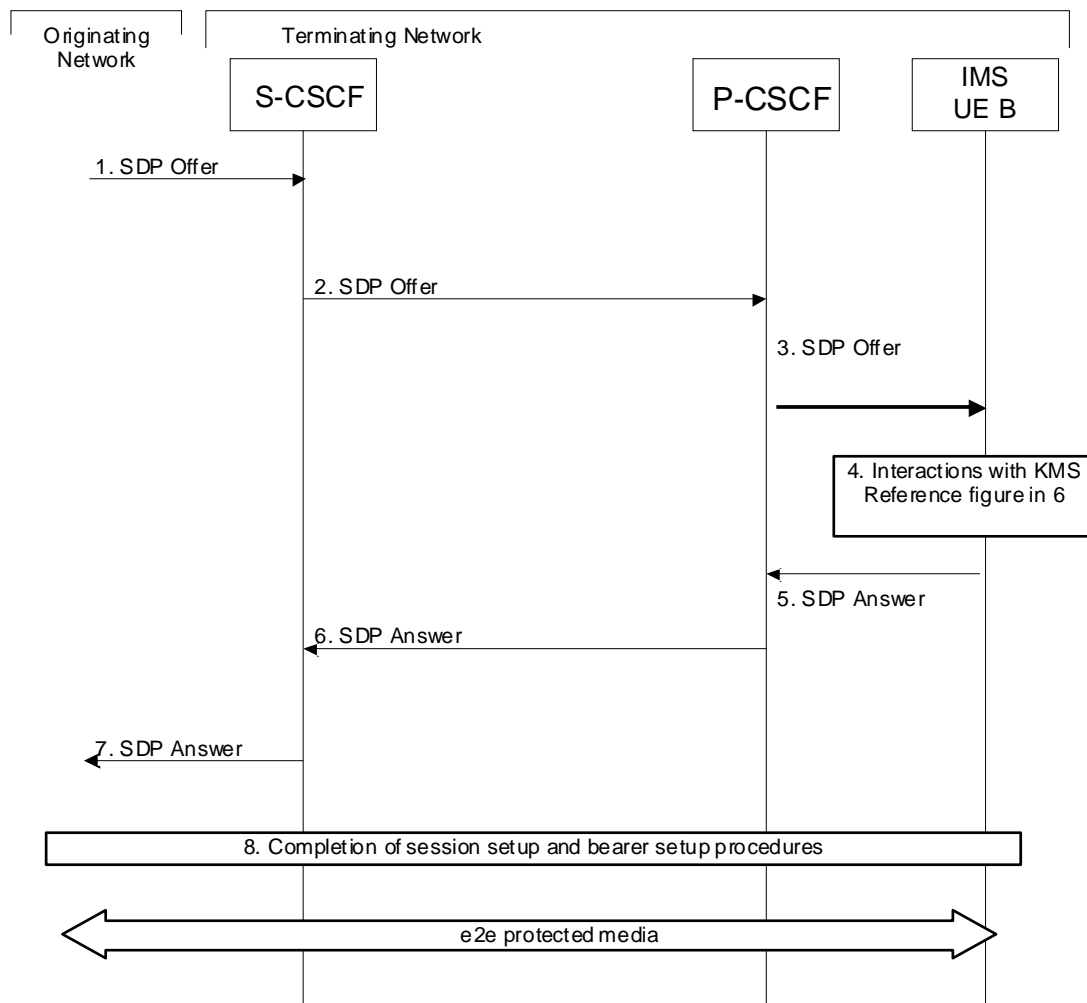 Originating
Network
Terminating Network
S-CSCF
P-CSCF
IMS
UE B
1. SDP Offer
2. SDP Offer
3. SDP Offer
4. Interactions with KMS
Reference figure in 6
5. SDP Answer
6. SDP Answer
7. SDP Answer
8. Completion of session setup and bearer setup procedures
e2e protected media